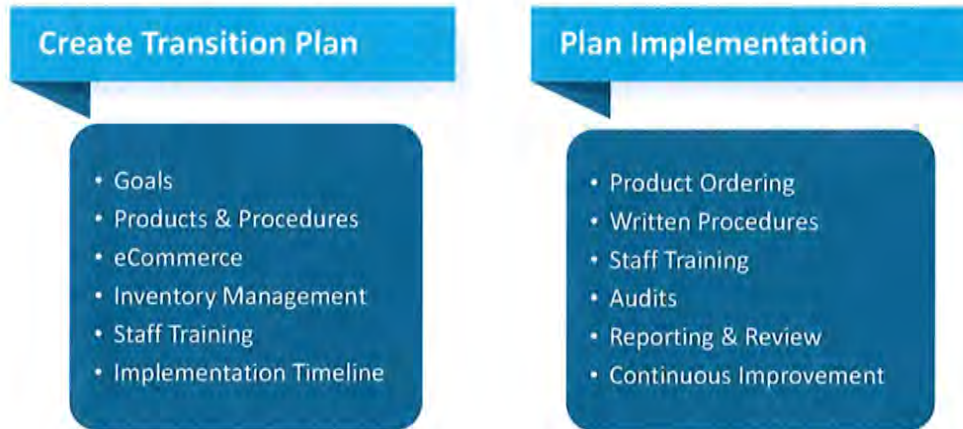 Create Transition Plan
• Goals
• Products & Procedures
• eCommerce
• Inventory Management
• Staff Training
• Implementation Timeline
Plan Implementation
• Product Ordering
• Written Procedures
• Staff Training
• Audits
• Reporting & Review
• Continuous Improvement